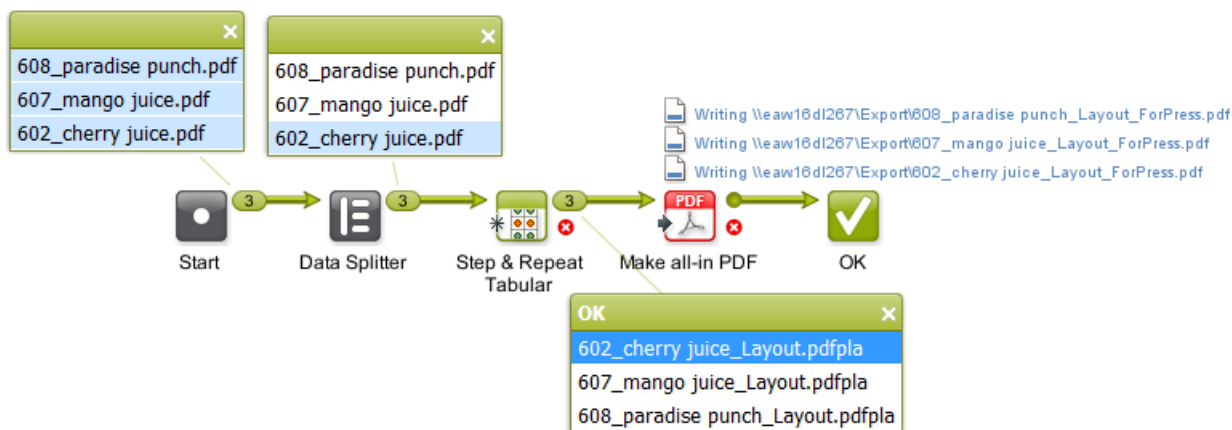 608_paradise punch.pdf
607_mango juice.pdf
602_cherry juice.pdf
608_paradise punch.pdf
607_mango juice.pdf
602_cherry juice.pdf
Writing \\eaw16dl267\Export\608_paradise punch_Layout_ForPress.pdf
Writing \\eaw16dl267\Export\607_mango juice_Layout_ForPress.pdf
Writing \\eaw16dl267\Export\602_cherry juice_Layout_ForPress.pdf
3
3
3
PDF
Start
Data Splitter
Step & Repeat
Tabular
Make all-in PDF
OK
OK
602_cherry juice_Layout.pdfpla
607_mango juice_Layout.pdfpla
608_paradise punch_Layout.pdfpla